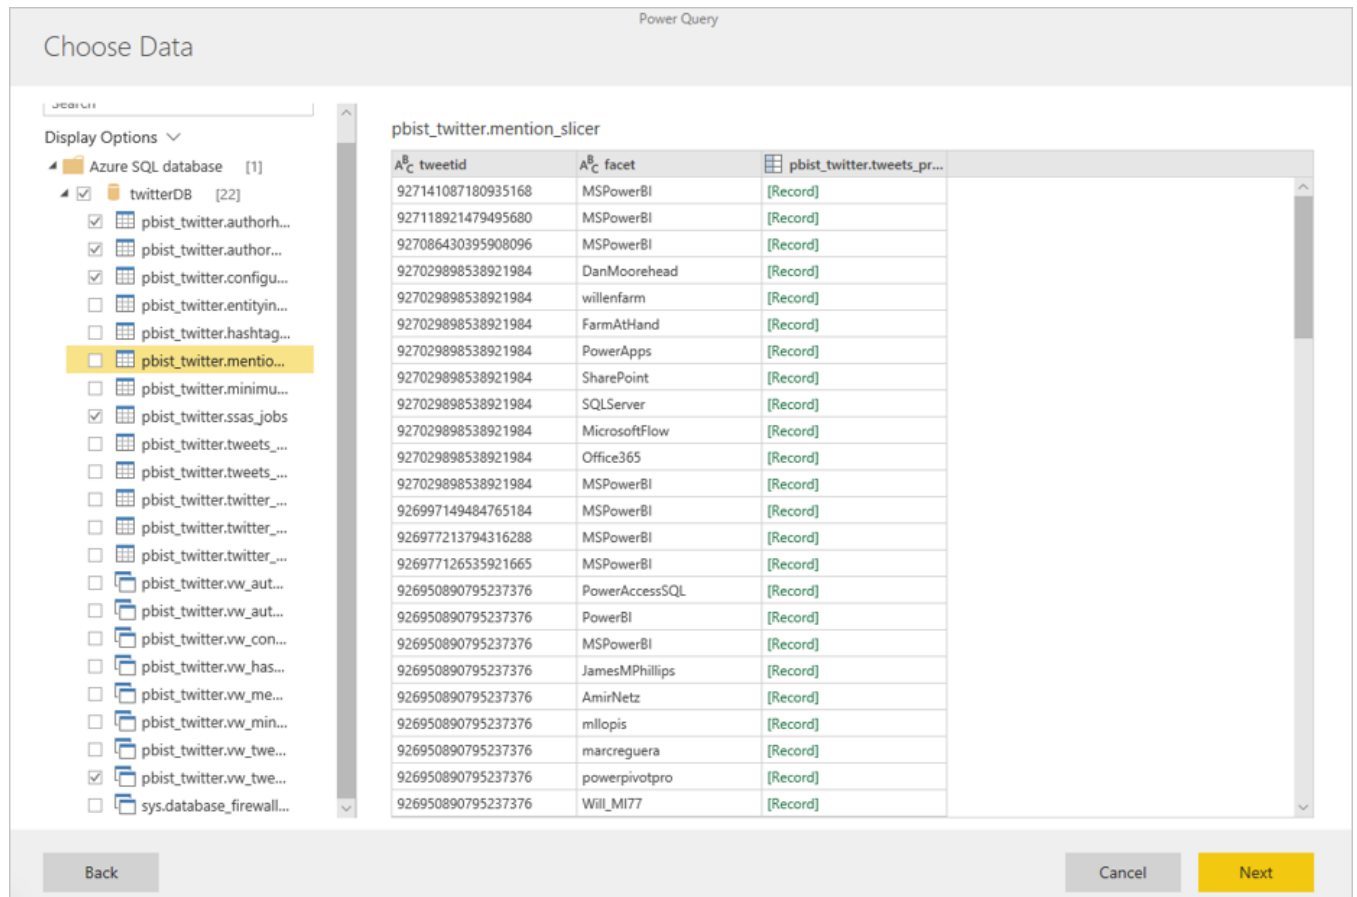 Power Query
Choose Data
Search
Display Options
Azure SQL database [1]
twitterDB [22]
pbist_twitter.authorh...
pbist_twitter.author...
pbist_twitter.configu...
pbist_twitter.entityin...
pbist_twitter.hashtag...
pbist_twitter.mentio...
pbist_twitter.minimu...
pbist_twitter.ssas_jobs
pbist_twitter.tweets_...
pbist_twitter.tweets_...
pbist_twitter.twitter_...
pbist_twitter.twitter_...
pbist_twitter.twitter_...
pbist_twitter.vw_aut...
pbist_twitter.vw_aut...
pbist_twitter.vw_con...
pbist_twitter.vw_has...
pbist_twitter.vw_me...
pbist_twitter.vw_min...
pbist_twitter.vw_twe...
pbist_twitter.vw_twe...
sys.database_firewall...
pbist_twitter.mention_slicer
ABC tweetid ABC facet pbist_twitter.tweets_pr...
927141087180935168 MSPowerBI [Record]
927118921479495680 MSPowerBI [Record]
927086430395908096 MSPowerBI [Record]
927029898538921984 DanMoorehead [Record]
927029898538921984 willenfarm [Record]
927029898538921984 FarmAtHand [Record]
927029898538921984 PowerApps [Record]
927029898538921984 SharePoint [Record]
927029898538921984 SQLServer [Record]
927029898538921984 MicrosoftFlow [Record]
927029898538921984 Office365 [Record]
927029898538921984 MSPowerBI [Record]
926997149484765184 MSPowerBI [Record]
926977213794316288 MSPowerBI [Record]
926977126535921665 MSPowerBI [Record]
926950890795237376 PowerAccessSQL [Record]
926950890795237376 PowerBI [Record]
926950890795237376 MSPowerBI [Record]
926950890795237376 JamesMPhillips [Record]
926950890795237376 AmirNetz [Record]
926950890795237376 mllopis [Record]
926950890795237376 marcreguera [Record]
926950890795237376 powerpivotpro [Record]
926950890795237376 Will_MI77 [Record]
Back Cancel Next